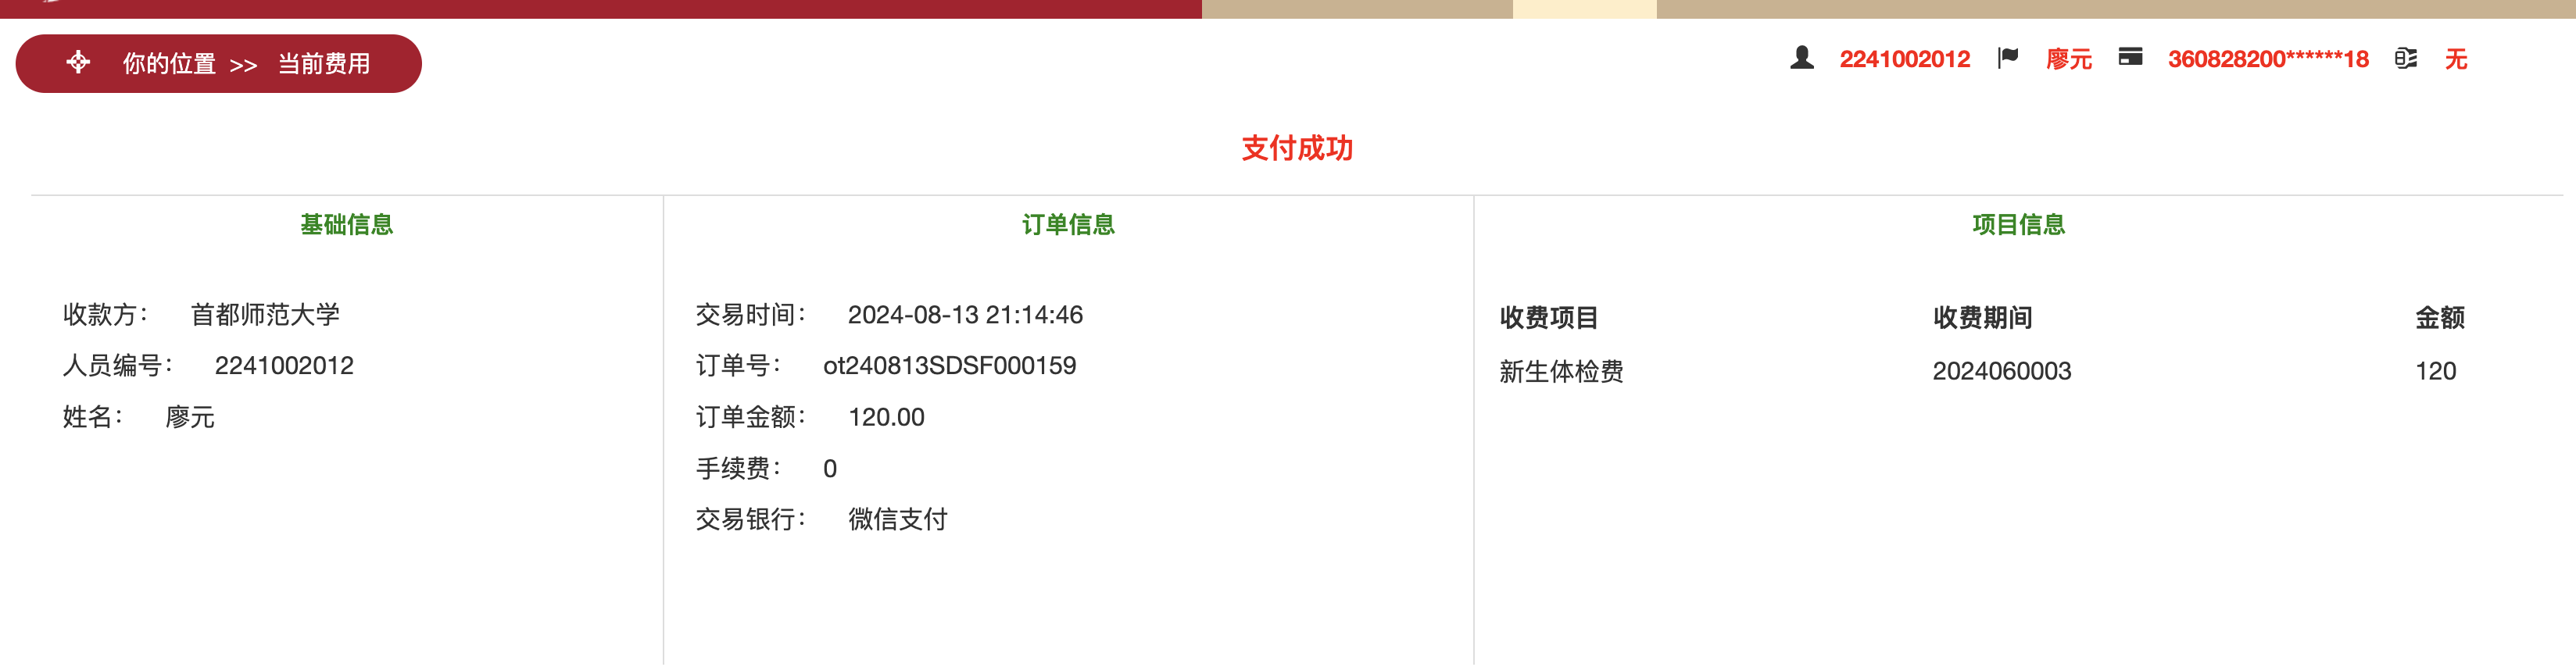 你的位置 >> 当前费用
2241002012 廖元 360828200******18 无
支付成功
基础信息
收款方： 首都师范大学
人员编号： 2241002012
姓名： 廖元
订单信息
交易时间： 2024-08-13 21:14:46
订单号： ot240813SDSF000159
订单金额： 120.00
手续费： 0
交易银行： 微信支付
项目信息
收费项目 收费期间 金额
新生体检费 2024060003 120